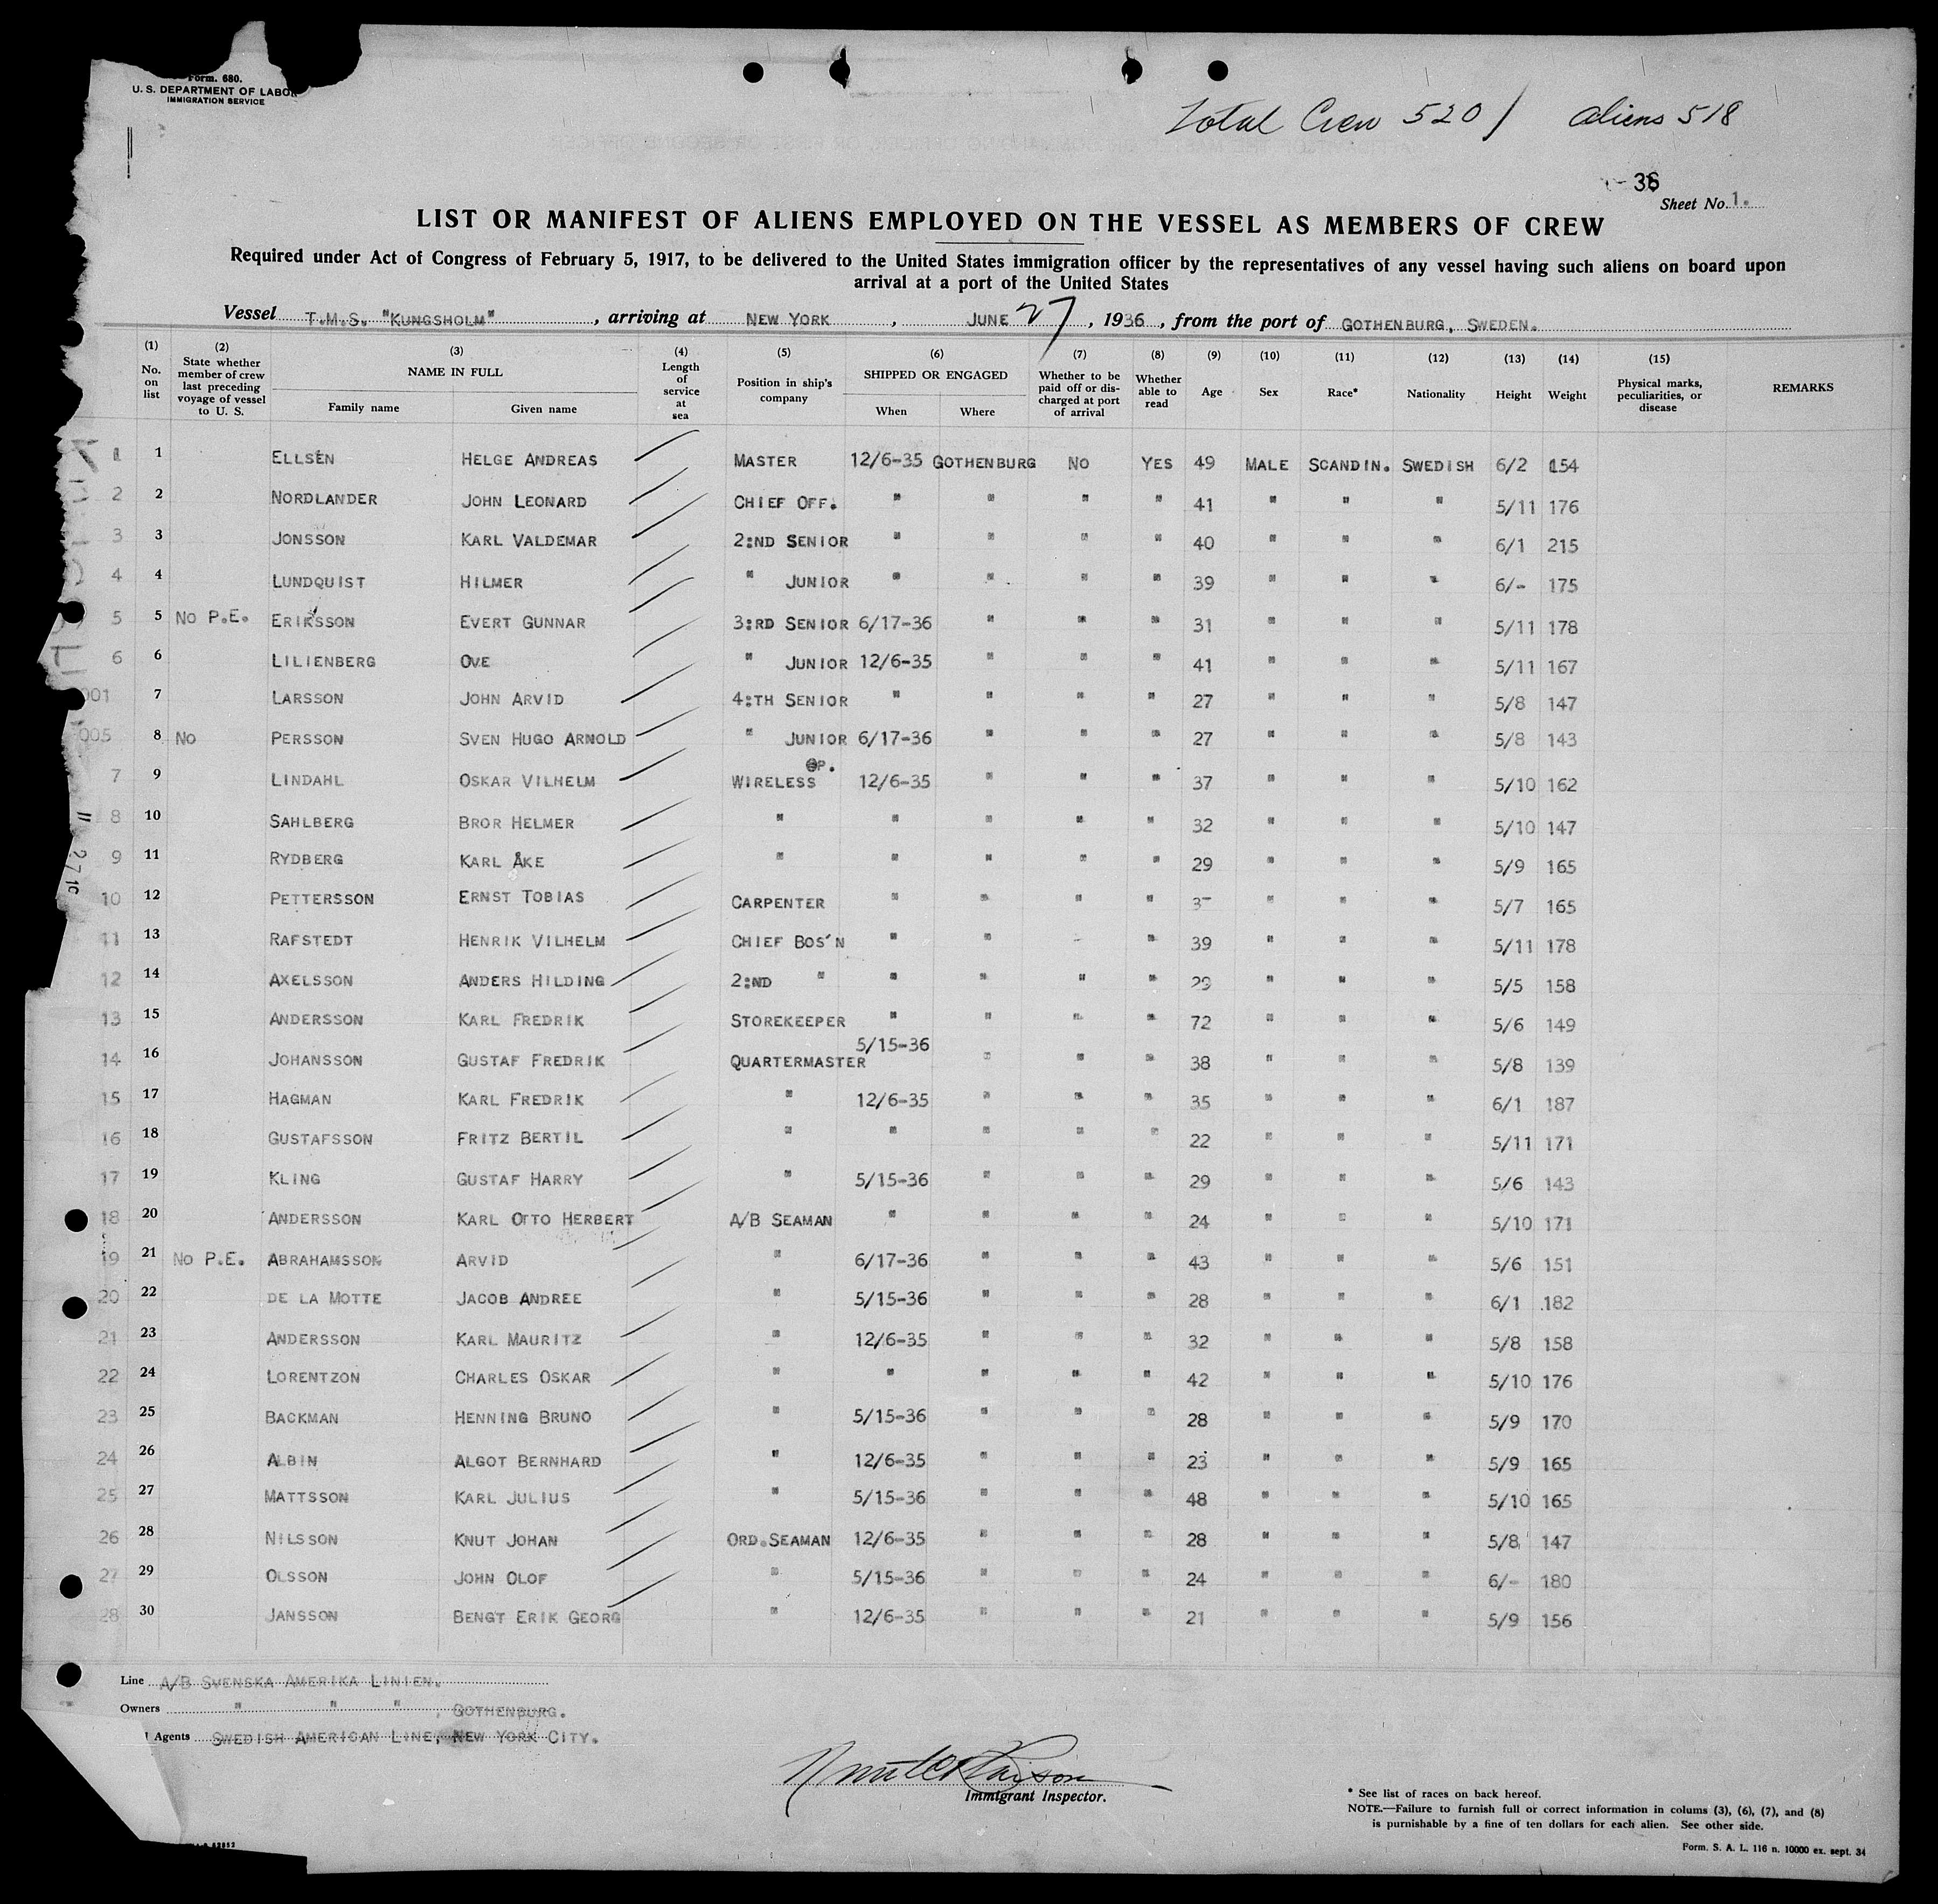 Form. 680.
U. S. DEPARTMENT OF LABOR
IMMIGRATION SERVICE
Total Crew 520 / aliens 518
36
Sheet No. 1.
LIST OR MANIFEST OF ALIENS EMPLOYED ON THE VESSEL AS MEMBERS OF CREW
Required under Act of Congress of February 5, 1917, to be delivered to the United States immigration officer by the representatives of any vessel having such aliens on board upon
arrival at a port of the United States
Vessel T.M.S. "KUNGSHOLM", arriving at NEW YORK, JUNE 27, 1936, from the port of GOTHENBURG, SWEDEN.
(1) No. on list (2) State whether member of crew last preceding voyage of vessel to U. S. (3) NAME IN FULL Family name Given name (4) Length of service at sea (5) Position in ship's company (6) SHIPPED OR ENGAGED When Where (7) Whether to be paid off or discharged at port of arrival (8) Whether able to read (9) Age (10) Sex (11) Race* (12) Nationality (13) Height (14) Weight (15) Physical marks, peculiarities, or disease REMARKS
1 1 ELLSÉN HELGE ANDREAS MASTER 12/6-35 GOTHENBURG NO YES 49 MALE SCANDIN. SWEDISH 6/2 154
2 2 NORDLANDER JOHN LEONARD CHIEF OFF. " " " " 41 " " " 5/11 176
3 3 JONSSON KARL VALDEMAR 2:ND SENIOR " " " " 40 " " " 6/1 215
4 4 LUNDQUIST HILMER " JUNIOR " " " " 39 " " " 6/- 175
5 5 NO P.E. ERIKSSON EVERT GUNNAR 3:RD SENIOR 6/17-36 " " " 31 " " " 5/11 178
6 6 LILIENBERG OVE " JUNIOR 12/6-35 " " " 41 " " " 5/11 167
001 7 LARSSON JOHN ARVID 4:TH SENIOR " " " " 27 " " " 5/8 147
005 8 NO PERSSON SVEN HUGO ARNOLD " JUNIOR 6/17-36 " " " 27 " " " 5/8 143
7 9 LINDAHL OSKAR VILHELM WIRELESS OP. 12/6-35 " " " 37 " " " 5/10 162
8 10 SAHLBERG BROR HELMER " " " " " 32 " " " 5/10 147
9 11 RYDBERG KARL ÅKE " " " " " 29 " " " 5/9 165
10 12 PETTERSSON ERNST TOBIAS CARPENTER " " " " " " " 5/7 165
11 13 RAFSTEDT HENRIK VILHELM CHIEF BOS'N " " " 39 " " " 5/11 178
12 14 AXELSSON ANDERS HILDING 2:ND " " " " " 29 " " " 5/5 158
13 15 ANDERSSON KARL FREDRIK STOREKEEPER " " " " 72 " " " 5/6 149
14 16 JOHANSSON GUSTAF FREDRIK QUARTERMASTER 5/15-36 " " " 38 " " " 5/8 139
15 17 HAGMAN KARL FREDRIK " 12/6-35 " " " 35 " " " 6/1 187
16 18 GUSTAFSSON FRITZ BERTIL " " " " " 22 " " " 5/11 171
17 19 KLING GUSTAF HARRY " 5/15-36 " " " 29 " " " 5/6 143
18 20 ANDERSSON KARL OTTO HERBERT A/B SEAMAN " " " " 24 " " " 5/10 171
19 21 NO P.E. ABRAHAMSSON ARVID " 6/17-36 " " " 43 " " " 5/6 151
20 22 DE LA MOTTE JACOB ANDREE " 5/15-36 " " " 28 " " " 6/1 182
21 23 ANDERSSON KARL MAURITZ " 12/6-35 " " " 32 " " " 5/8 158
22 24 LORENTZON CHARLES OSKAR " " " " " 42 " " " 5/10 176
23 25 BACKMAN HENNING BRUNO " 5/15-36 " " " 28 " " " 5/9 170
24 26 ALBIN ALGOT BERNHARD " 12/6-35 " " " 23 " " " 5/9 165
25 27 MATTSSON KARL JULIUS " 5/15-36 " " " 48 " " " 5/10 165
26 28 NILSSON KNUT JOHAN ORD.SEAMAN 12/6-35 " " " 28 " " " 5/8 147
27 29 OLSSON JOHN OLOF " 5/15-36 " " " 24 " " " 6/- 180
28 30 JANSSON BENGT ERIK GEORG " 12/6-35 " " " 21 " " " 5/9 156
Line A/B SVENSKA AMERIKA LINIEN.
Owners " " " , GOTHENBURG.
Agents SWEDISH AMERICAN LINE, NEW YORK CITY.
Immigrant Inspector.
* See list of races on back hereof.
NOTE.—Failure to furnish full or correct information in colums (3), (6), (7), and (8)
is purnishable by a fine of ten dollars for each alien. See other side.
Form. S. A. L. 116 n. 10000 ex. sept. 34